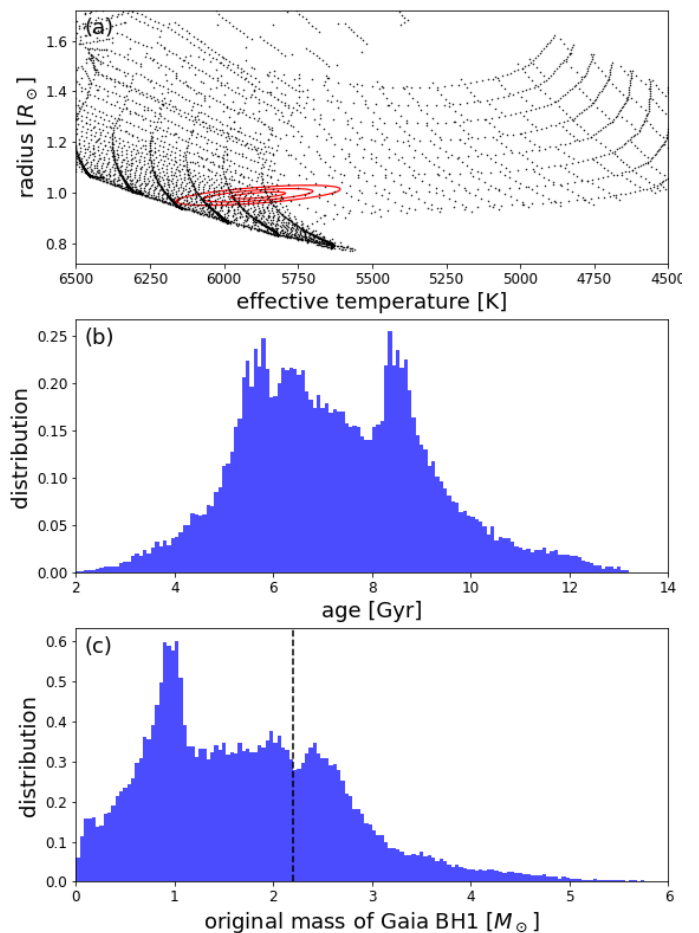 (a)
radius [R⊙]
1.6
1.4
1.2
1.0
0.8
6500 6250 6000 5750 5500 5250 5000 4750 4500
effective temperature [K]
(b)
distribution
0.25
0.20
0.15
0.10
0.05
0.00
2 4 6 8 10 12 14
age [Gyr]
(c)
distribution
0.6
0.5
0.4
0.3
0.2
0.1
0.0
0 1 2 3 4 5 6
original mass of Gaia BH1 [M⊙]